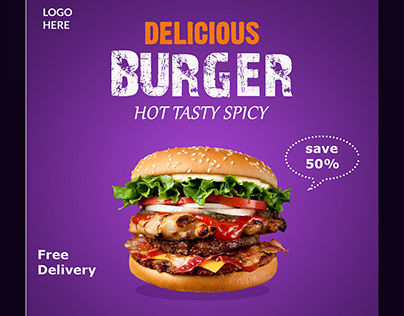 LOGO
HERE
DELICIOUS
BURGER
HOT TASTY SPICY
save
50%
Free
Delivery